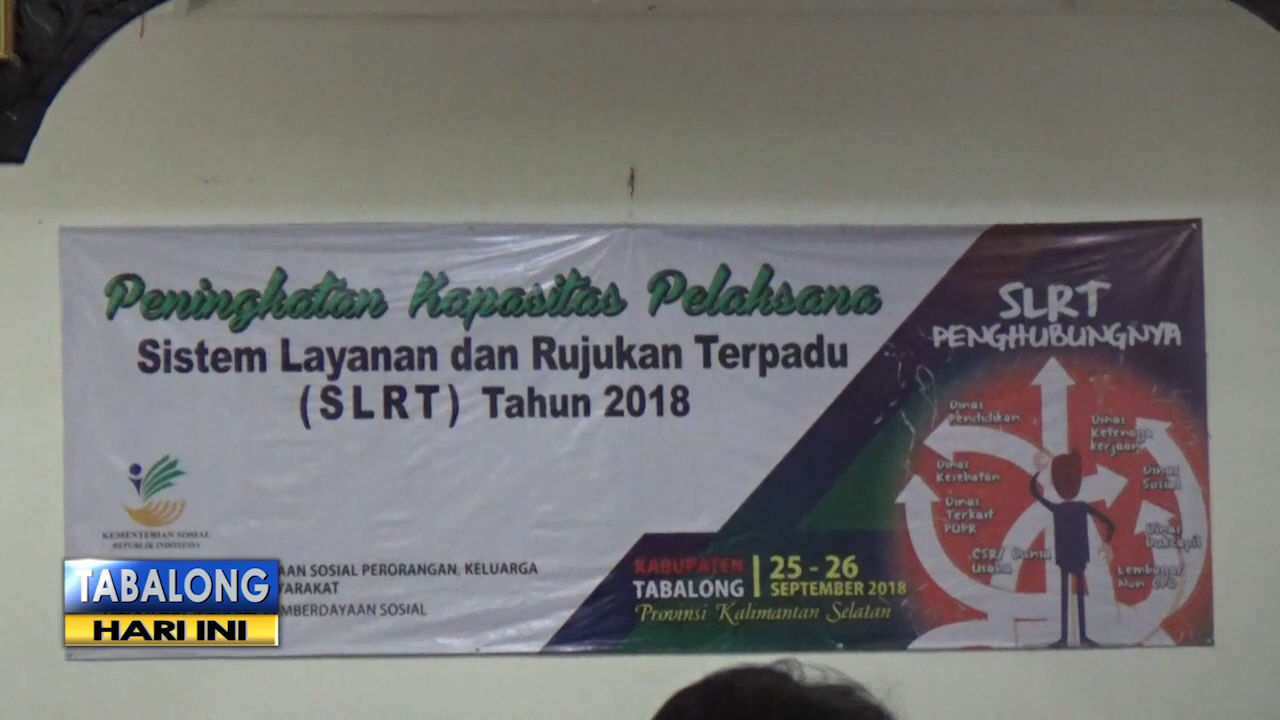 Peningkatan Kapasitas Pelaksana
Sistem Layanan dan Rujukan Terpadu
(SLRT) Tahun 2018
KEMENTERIAN SOSIAL
REPUBLIK INDONESIA
AAN SOSIAL PERORANGAN, KELUARGA
YARAKAT
MBERDAYAAN SOSIAL
KABUPATEN
TABALONG
25 - 26
SEPTEMBER 2018
Provinsi Kalimantan Selatan
SLRT
PENGHUBUNGNYA
Dinas
Pendidikan
Dinas
Ketenaga
kerjaan
Dinas
Kesehatan
Dinas
Sosial
Dinas
Terkait
PUPR
Dinas
Dukcapil
CSR/ Dunia
Usaha
Lembaga/
Non
TABALONG
HARI INI